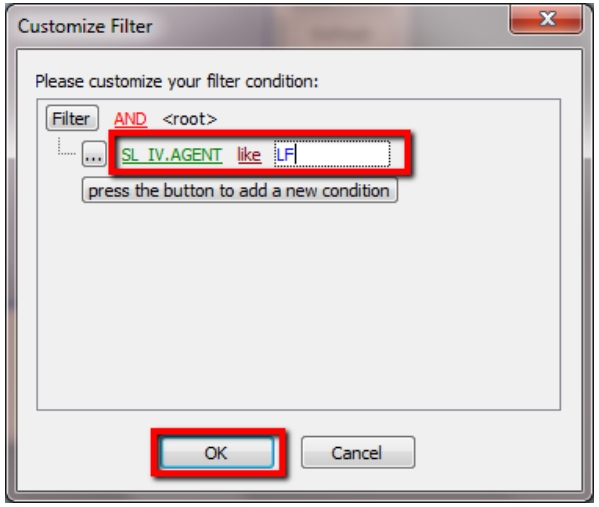 Customize Filter
X
Please customize your filter condition:
Filter AND <root>
... SL_IV.AGENT like LF
press the button to add a new condition
OK Cancel